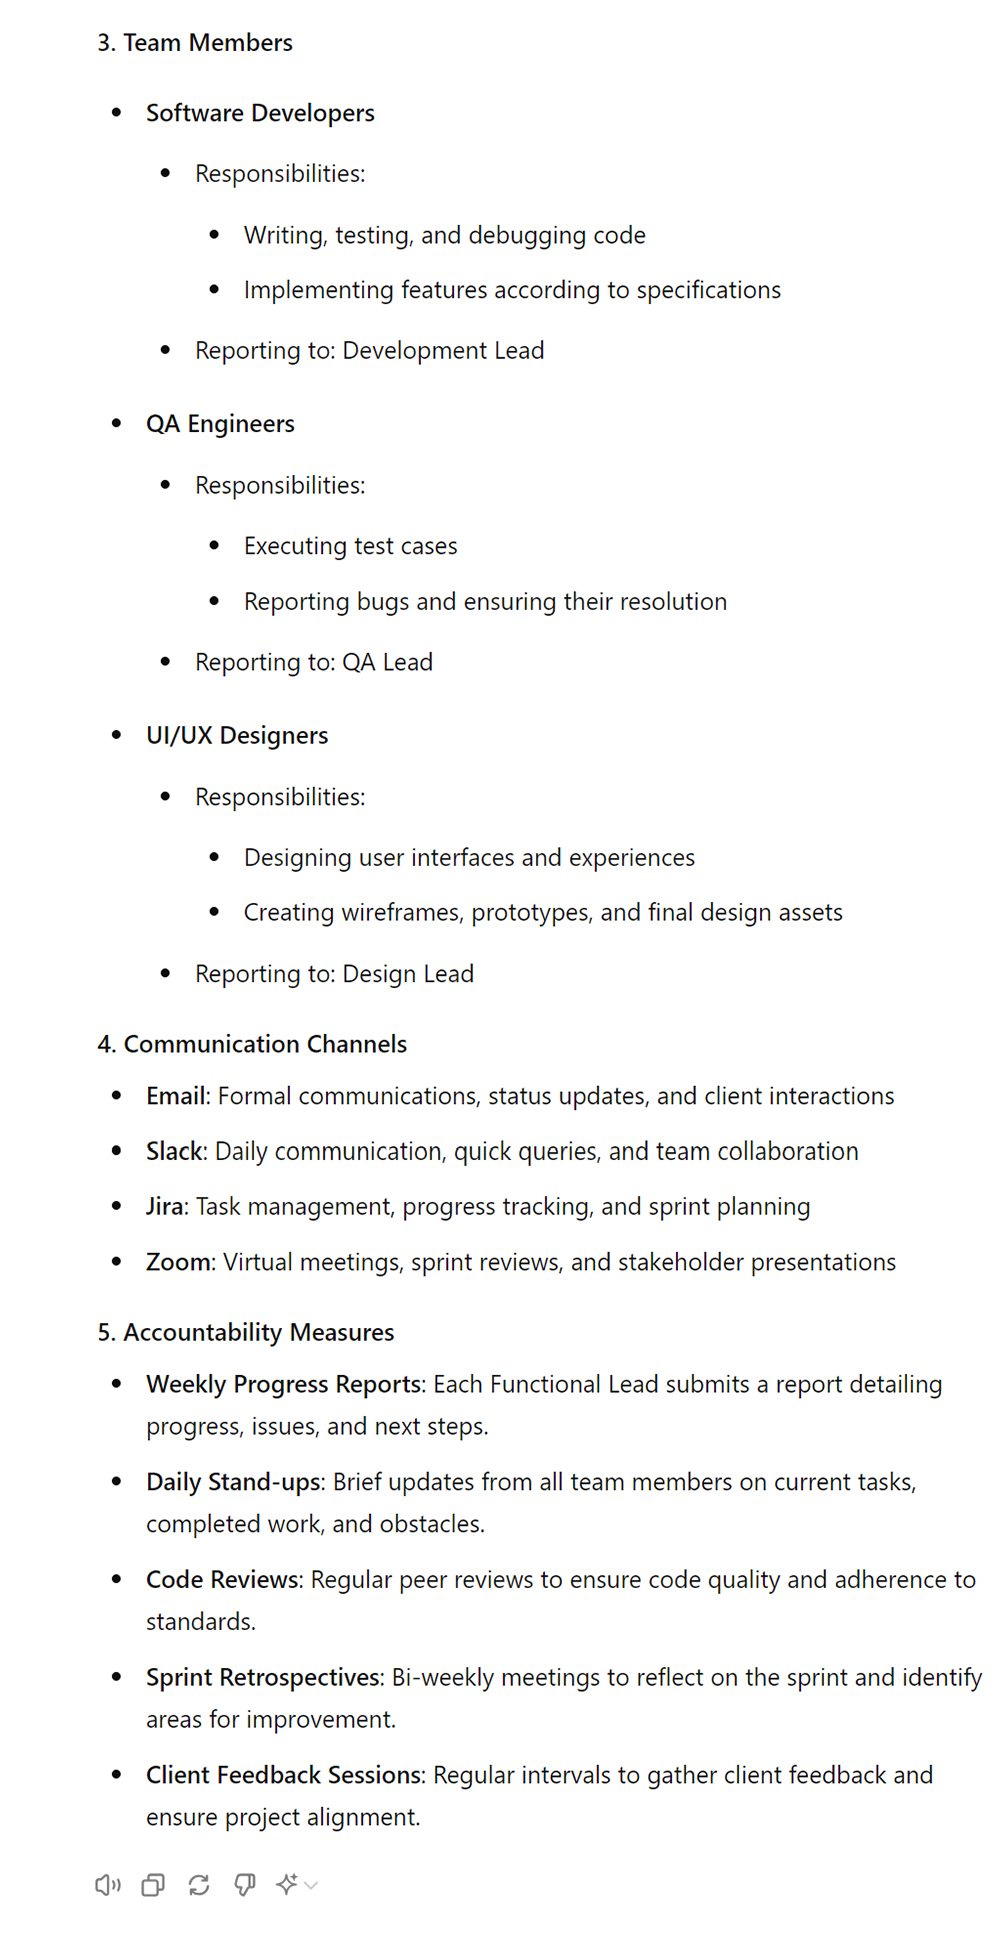 3. Team Members
Software Developers
Responsibilities:
Writing, testing, and debugging code
Implementing features according to specifications
Reporting to: Development Lead
QA Engineers
Responsibilities:
Executing test cases
Reporting bugs and ensuring their resolution
Reporting to: QA Lead
UI/UX Designers
Responsibilities:
Designing user interfaces and experiences
Creating wireframes, prototypes, and final design assets
Reporting to: Design Lead
4. Communication Channels
Email: Formal communications, status updates, and client interactions
Slack: Daily communication, quick queries, and team collaboration
Jira: Task management, progress tracking, and sprint planning
Zoom: Virtual meetings, sprint reviews, and stakeholder presentations
5. Accountability Measures
Weekly Progress Reports: Each Functional Lead submits a report detailing
progress, issues, and next steps.
Daily Stand-ups: Brief updates from all team members on current tasks,
completed work, and obstacles.
Code Reviews: Regular peer reviews to ensure code quality and adherence to
standards.
Sprint Retrospectives: Bi-weekly meetings to reflect on the sprint and identify
areas for improvement.
Client Feedback Sessions: Regular intervals to gather client feedback and
ensure project alignment.